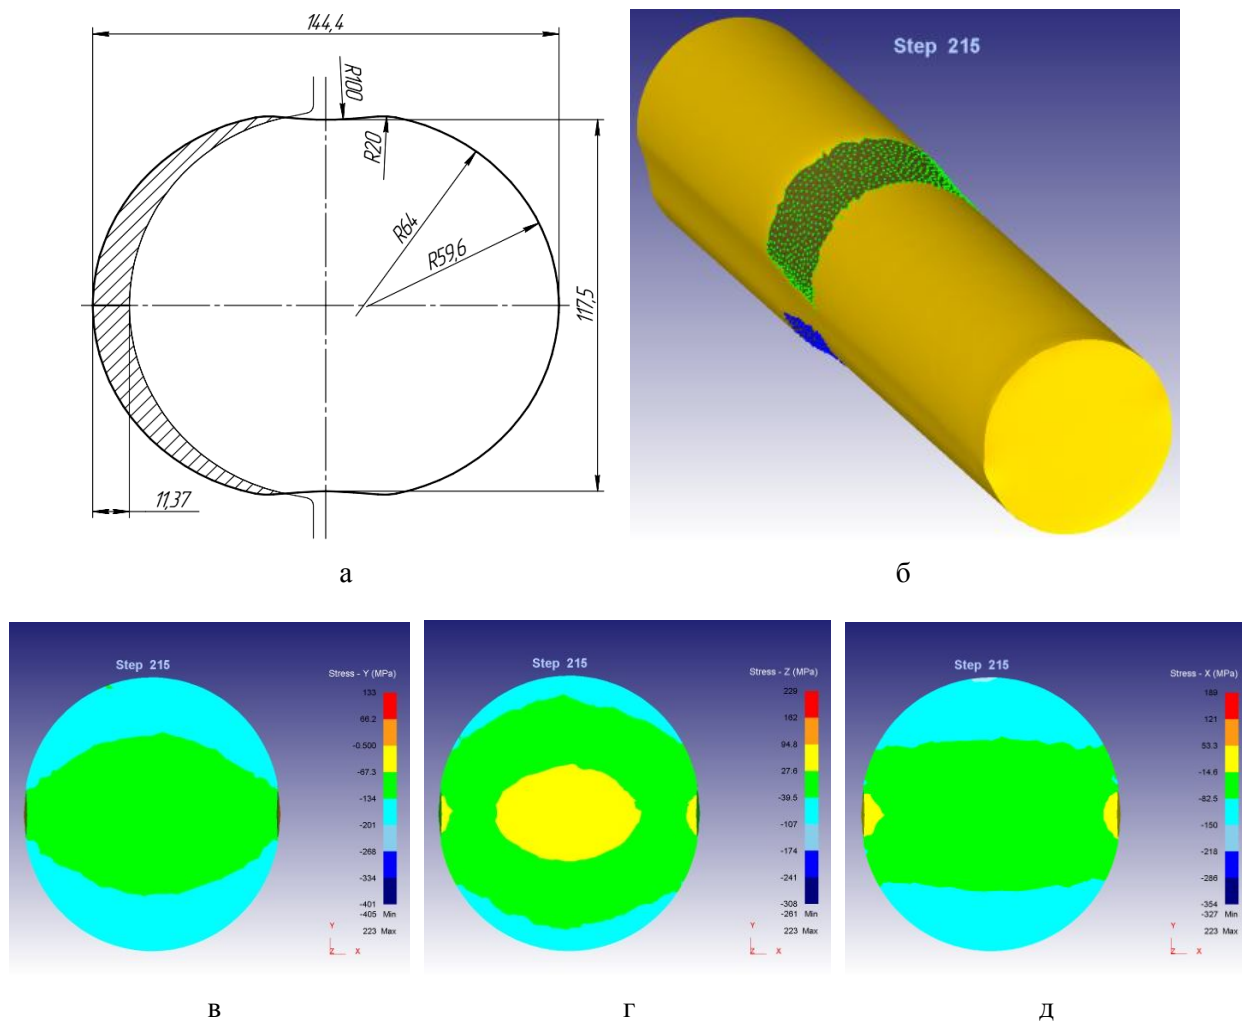 144,4
R100
R20
R64
R59,6
117,5
11,37
а
Step 215
б
Step 215
Stress - Y (MPa)
133
66.2
-0.500
-67.3
-134
-201
-268
-334
-401
-405 Min
223 Max
Y
Z X
в
Step 215
Stress - Z (MPa)
229
162
94.8
27.6
-39.5
-107
-174
-241
-308
-261 Min
223 Max
Y
Z X
г
Step 215
Stress - X (MPa)
189
121
53.3
-14.6
-82.5
-150
-218
-286
-354
-327 Min
223 Max
Y
Z X
д